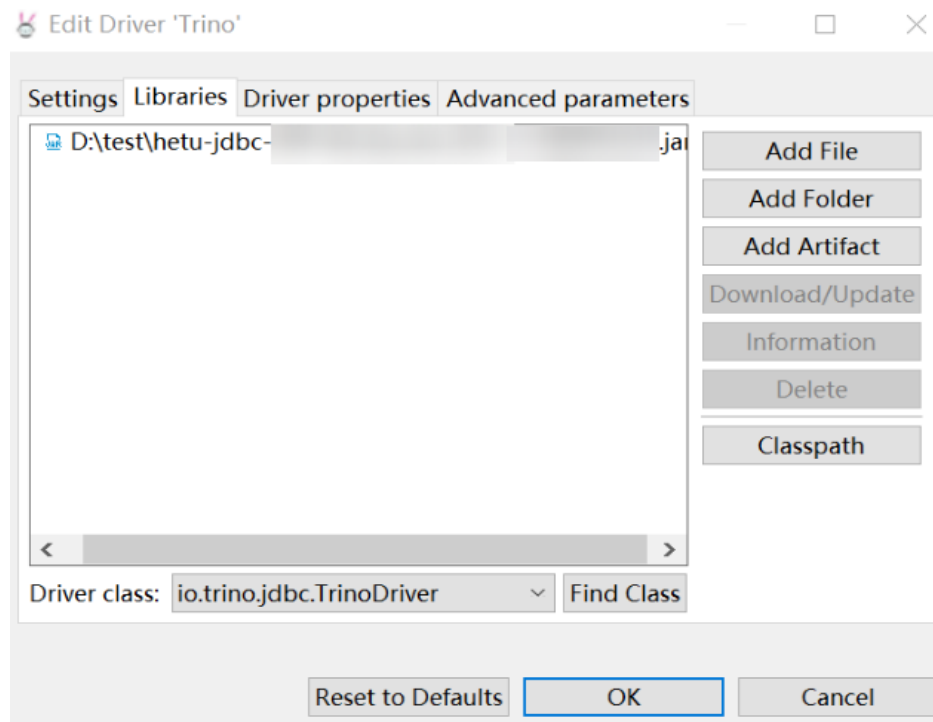 Edit Driver 'Trino'
Settings Libraries Driver properties Advanced parameters
D:\test\hetu-jdbc- .jar
Add File
Add Folder
Add Artifact
Download/Update
Information
Delete
Classpath
Driver class: io.trino.jdbc.TrinoDriver Find Class
Reset to Defaults OK Cancel